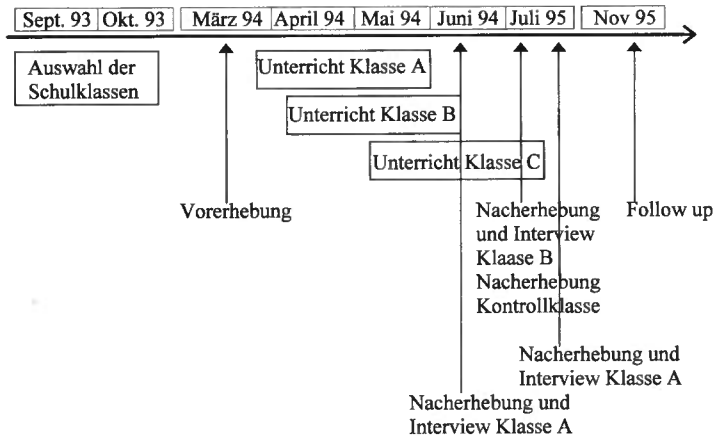 Sept. 93 Okt. 93 März 94 April 94 Mai 94 Juni 94 Juli 95 Nov 95
Auswahl der
Schulklassen
Unterricht Klasse A
Unterricht Klasse B
Unterricht Klasse C
Vorerhebung
Nacherhebung
und Interview
Klaase B
Nacherhebung
Kontrollklasse
Follow up
Nacherhebung und
Interview Klasse A
Nacherhebung und
Interview Klasse A